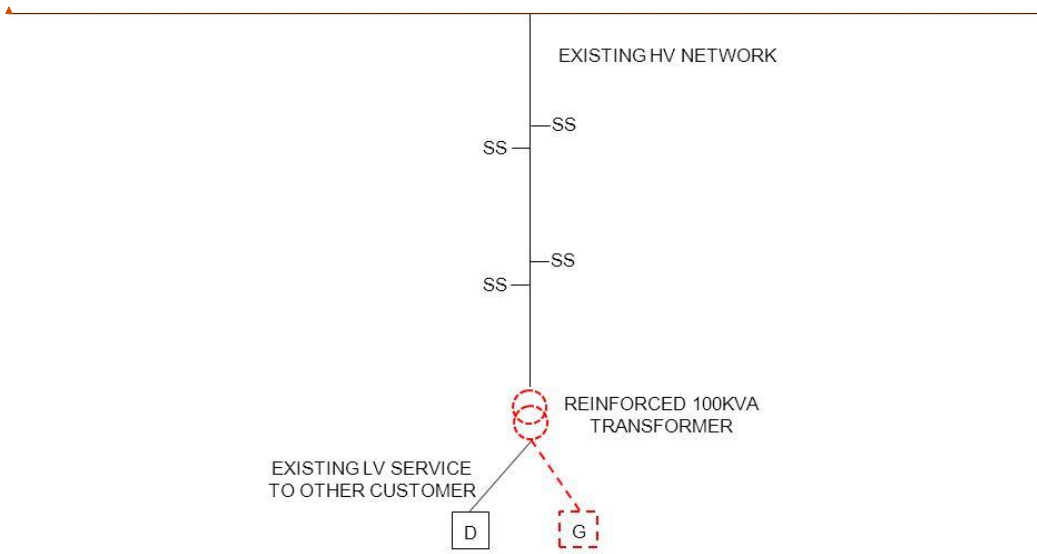 EXISTING HV NETWORK
SS
SS
SS
SS
REINFORCED 100KVA
TRANSFORMER
EXISTING LV SERVICE
TO OTHER CUSTOMER
D
G